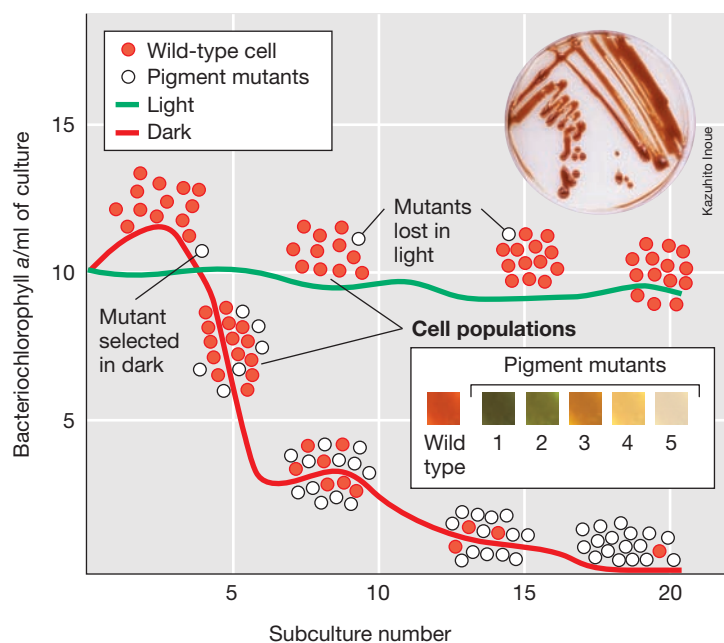 Wild-type cell
Pigment mutants
Light
Dark
Kazuhito Inoue
15
10
5
Bacteriochlorophyll a/ml of culture
Mutants
lost in
light
Mutant
selected
in dark
Cell populations
Pigment mutants
Wild
type
1 2 3 4 5
5 10 15 20
Subculture number